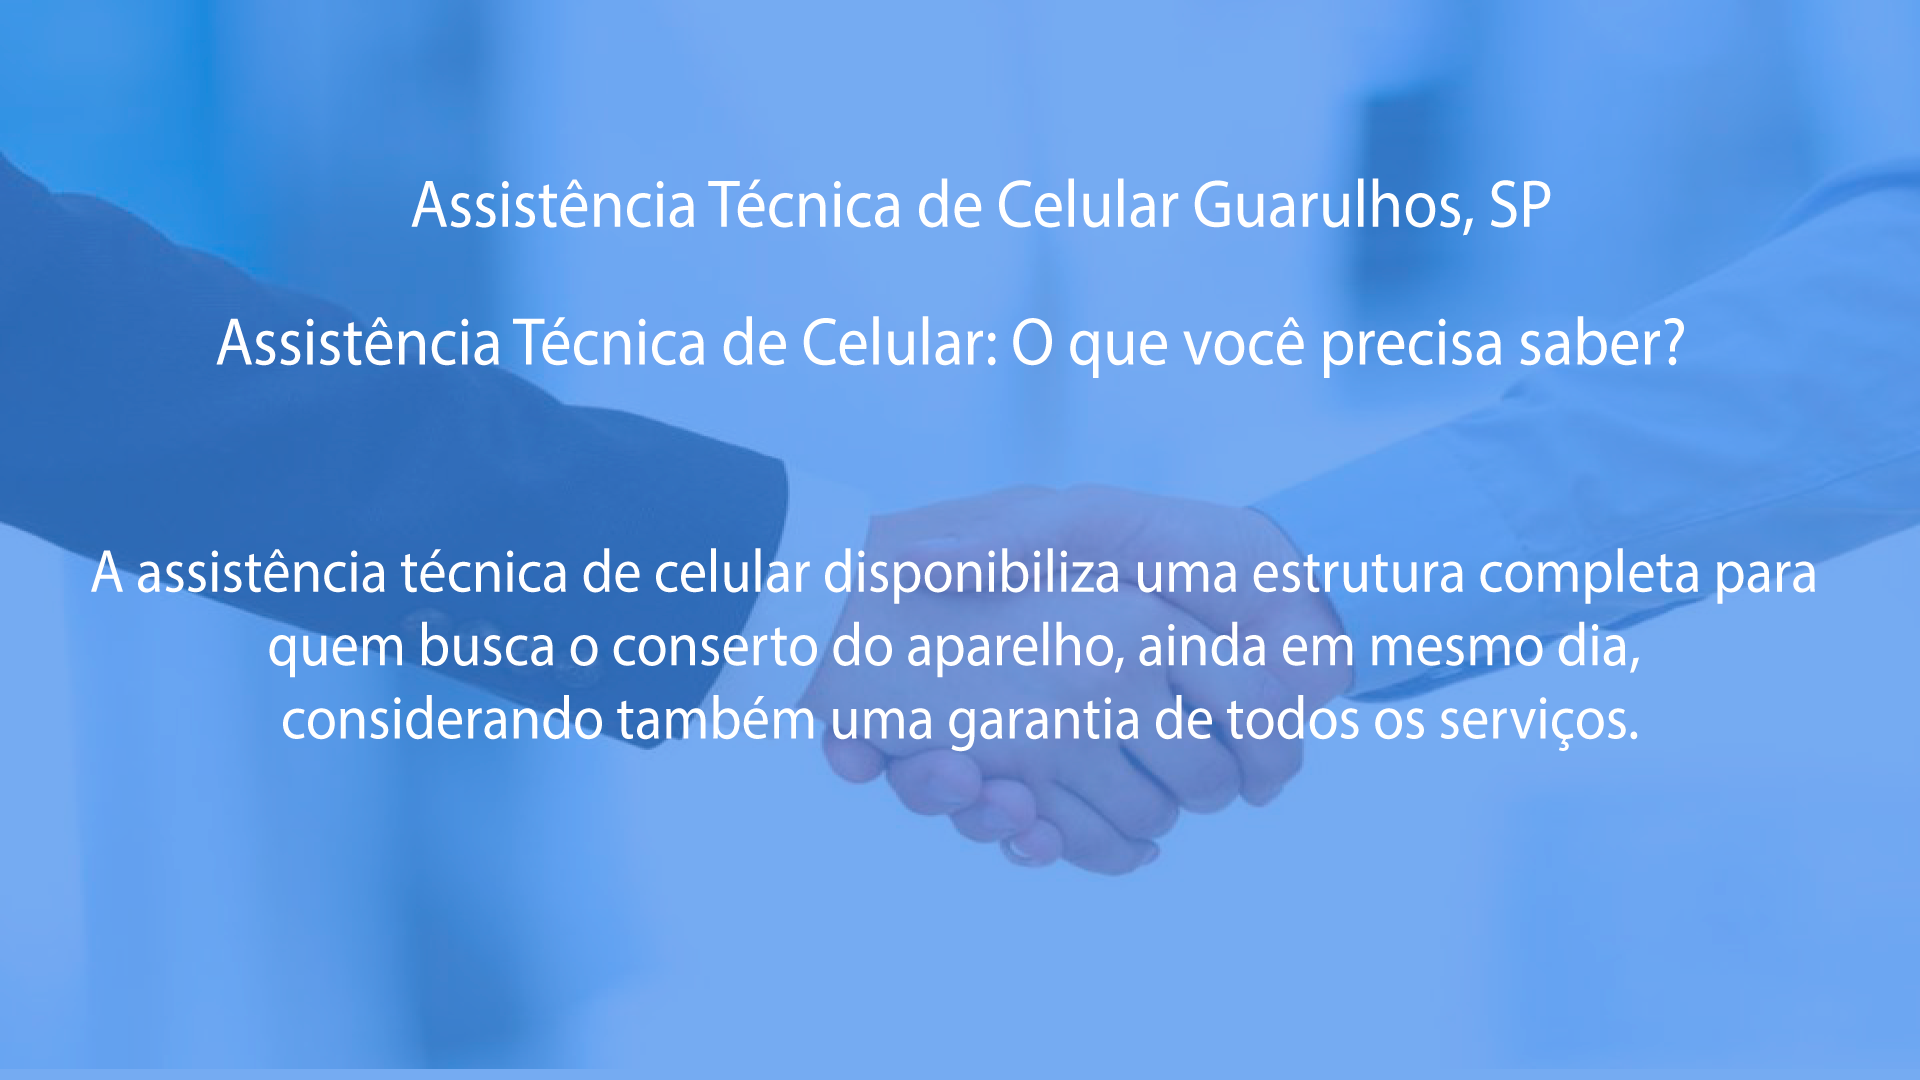 Assistência Técnica de Celular Guarulhos, SP
Assistência Técnica de Celular: O que você precisa saber?
A assistência técnica de celular disponibiliza uma estrutura completa para
quem busca o conserto do aparelho, ainda em mesmo dia,
considerando também uma garantia de todos os serviços.